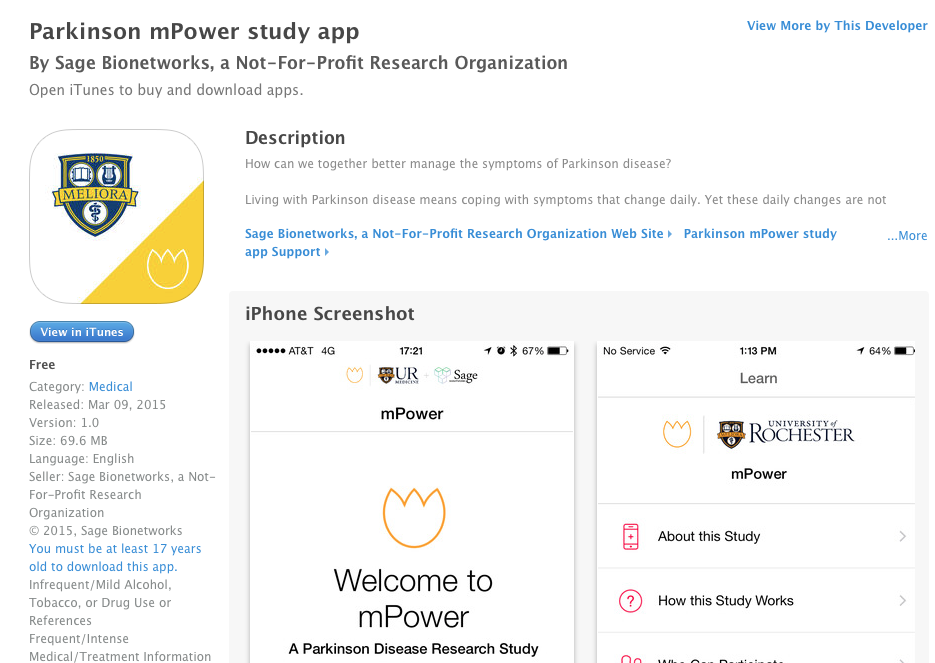 Parkinson mPower study app
View More by This Developer
By Sage Bionetworks, a Not-For-Profit Research Organization
Open iTunes to buy and download apps.
1850
MELIORA
View in iTunes
Free
Category: Medical
Released: Mar 09, 2015
Version: 1.0
Size: 69.6 MB
Language: English
Seller: Sage Bionetworks, a Not-
For-Profit Research
Organization
© 2015, Sage Bionetworks
You must be at least 17 years
old to download this app.
Infrequent/Mild Alcohol,
Tobacco, or Drug Use or
References
Frequent/Intense
Medical/Treatment Information
Description
How can we together better manage the symptoms of Parkinson disease?
Living with Parkinson disease means coping with symptoms that change daily. Yet these daily changes are not
Sage Bionetworks, a Not-For-Profit Research Organization Web Site Parkinson mPower study
app Support
...More
iPhone Screenshot
AT&T 4G 17:21 67%
UR MEDICINE + Sage
mPower
Welcome to
mPower
A Parkinson Disease Research Study
No Service 1:13 PM 64%
Learn
MELIORA
UNIVERSITY of
ROCHESTER
mPower
About this Study
How this Study Works
Who Can Participate